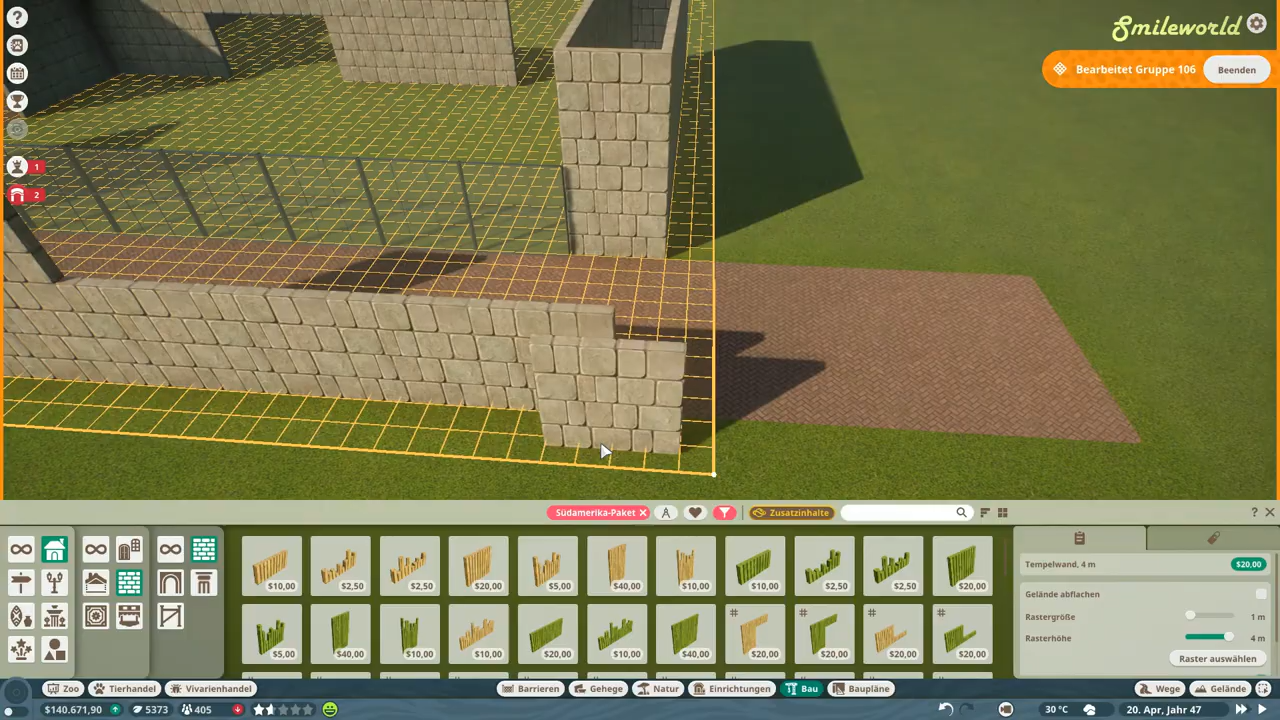 Smileworld
Bearbeitet Gruppe 106
Beenden
1
2
Südamerika-Paket ×
Zusatzinhalte
? ×
$10,00 $2,50 $2,50 $20,00 $5,00 $40,00 $10,00 $10,00 $2,50 $2,50 $20,00
$5,00 $40,00 $10,00 $10,00 $20,00 $10,00 $40,00 # $20,00 # $20,00 # $20,00 # $20,00
Tempelwand, 4 m $20,00
Gelände abflachen
Rastergröße 1 m
Rasterhöhe 4 m
Raster auswählen
Zoo Tierhandel Vivarienhandel Barrieren Gehege Natur Einrichtungen Bau Baupläne Wege Gelände
$140.671,90 5373 405 30 °C 20. Apr, Jahr 47